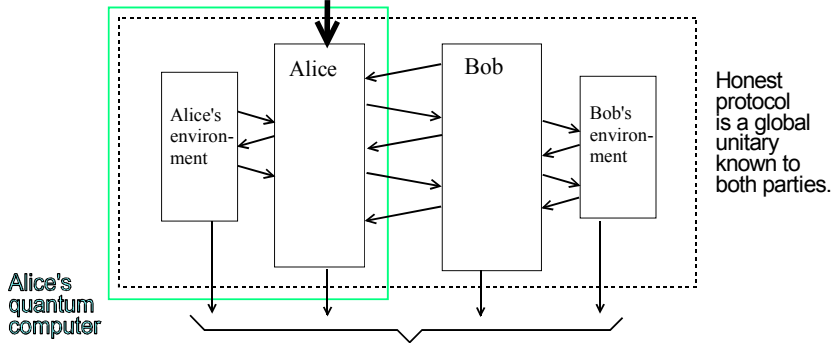 Alice
Bob
Alice's
environ-
ment
Bob's
environ-
ment
Honest
protocol
is a global
unitary
known to
both parties.
Alice's
quantum
computer